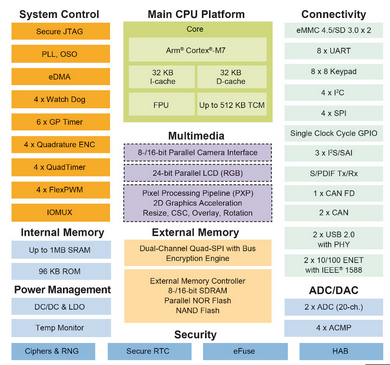 System Control
Secure JTAG
PLL, OSO
eDMA
4 x Watch Dog
6 x GP Timer
4 x Quadrature ENC
4 x QuadTimer
4 x FlexPWM
IOMUX
Internal Memory
Up to 1MB SRAM
96 KB ROM
Power Management
DC/DC & LDO
Temp Monitor
Main CPU Platform
Core
Arm® Cortex®-M7
32 KB
I-cache
32 KB
D-cache
FPU
Up to 512 KB TCM
Multimedia
8-/16-bit Parallel Camera Interface
24-bit Parallel LCD (RGB)
Pixel Processing Pipeline (PXP)
2D Graphics Acceleration
Resize, CSC, Overlay, Rotation
External Memory
Dual-Channel Quad-SPI with Bus
Encryption Engine
External Memory Controller
8-/16-bit SDRAM
Parallel NOR Flash
NAND Flash
Connectivity
eMMC 4.5/SD 3.0 x 2
8 x UART
8 x 8 Keypad
4 x I²C
4 x SPI
Single Clock Cycle GPIO
3 x I²S/SAI
S/PDIF Tx/Rx
1 x CAN FD
2 x CAN
2 x USB 2.0
with PHY
2 x 10/100 ENET
with IEEE® 1588
ADC/DAC
2 x ADC (20-ch.)
4 x ACMP
Security
Ciphers & RNG
Secure RTC
eFuse
HAB